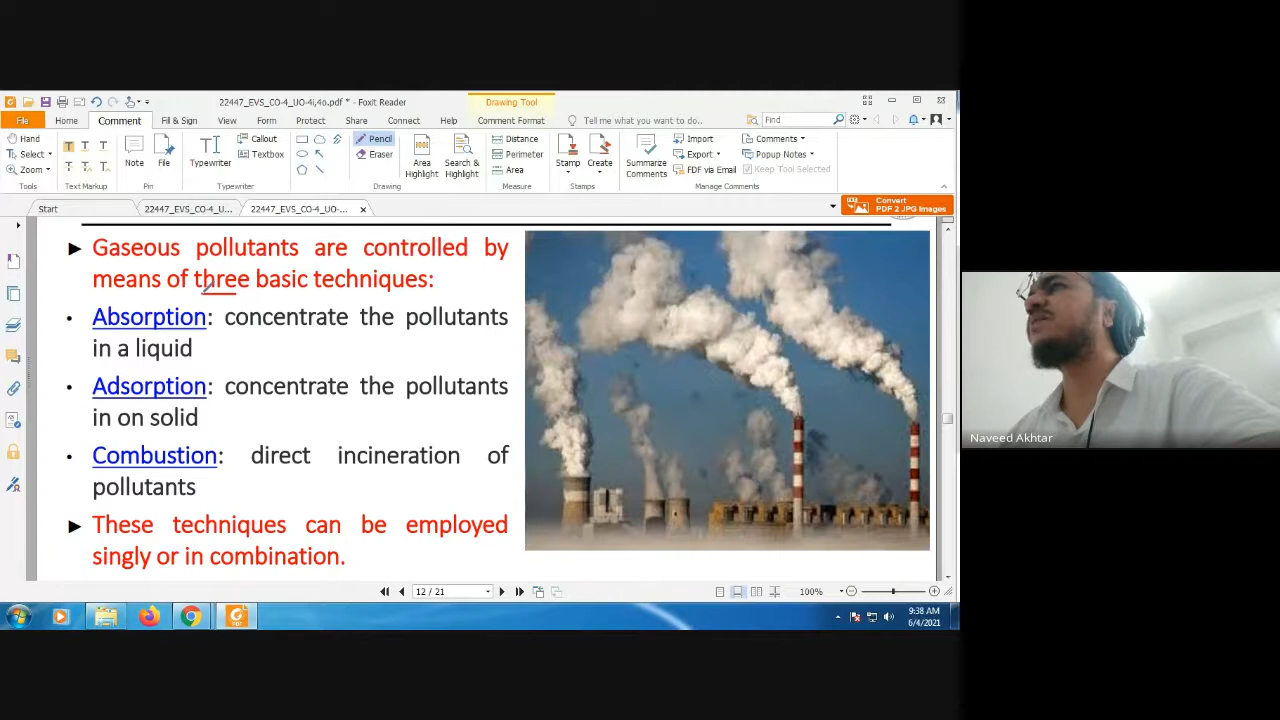 22447_EVS_CO-4_UO-4i,4o.pdf * - Foxit Reader
Drawing Tool
File Home Comment Fill & Sign View Form Protect Share Connect Help Comment Format Tell me what you want to do.. Find
Hand
Select
Zoom
Tools
Text Markup
Note
File
Pin
Typewriter
Callout
Textbox
Typewriter
Pencil
Eraser
Drawing
Area Highlight
Search & Highlight
Distance
Perimeter
Area
Measure
Stamp
Create
Stamps
Summarize Comments
Import
Export
FDF via Email
Comments
Popup Notes
Keep Tool Selected
Manage Comments
Start 22447_EVS_CO-4_U... 22447_EVS_CO-4_UO-...
Convert
PDF 2 JPG Images
► Gaseous pollutants are controlled by
means of three basic techniques:
• Absorption: concentrate the pollutants
in a liquid
• Adsorption: concentrate the pollutants
in on solid
• Combustion: direct incineration of
pollutants
► These techniques can be employed
singly or in combination.
12 / 21
100%
9:38 AM
6/4/2021
Naveed Akhtar